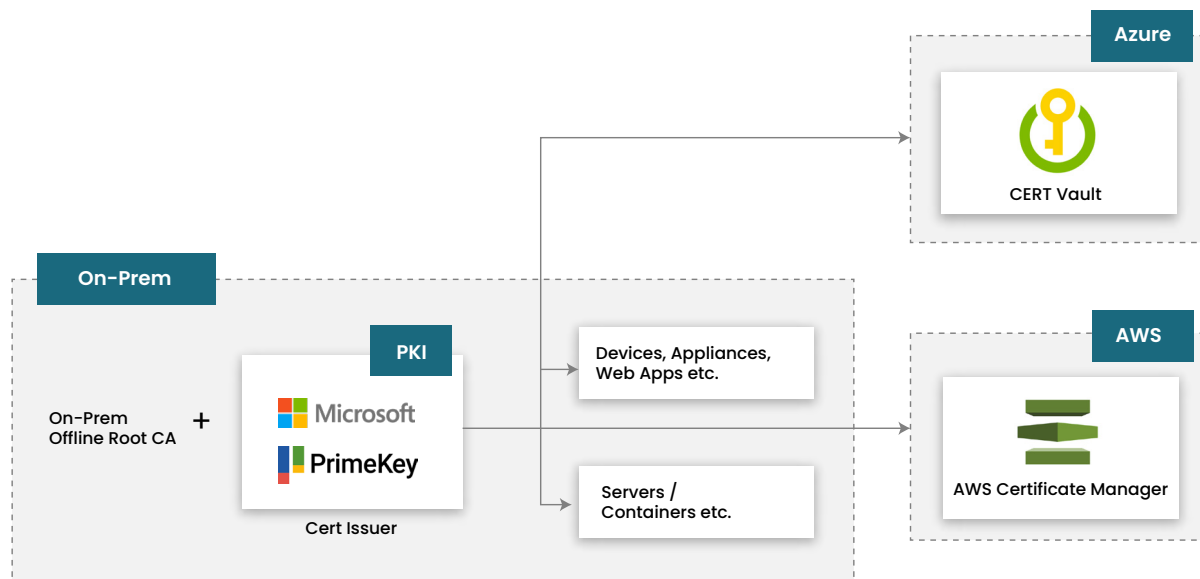 Azure
CERT Vault
On-Prem
PKI
On-Prem
Offline Root CA
+
Microsoft
PrimeKey
Cert Issuer
Devices, Appliances,
Web Apps etc.
Servers /
Containers etc.
AWS
AWS Certificate Manager